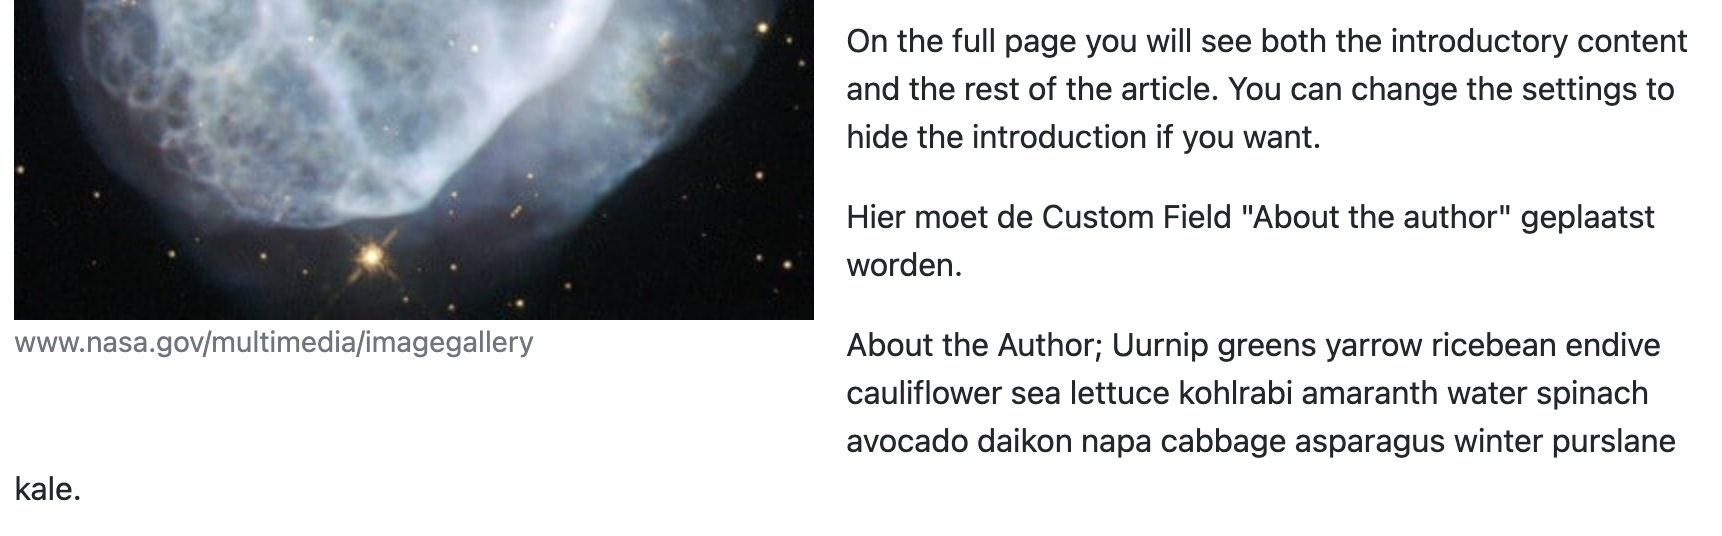 On the full page you will see both the introductory content
and the rest of the article. You can change the settings to
hide the introduction if you want.
Hier moet de Custom Field "About the author" geplaatst
worden.
www.nasa.gov/multimedia/imagegallery
About the Author; Uurnip greens yarrow ricebean endive
cauliflower sea lettuce kohlrabi amaranth water spinach
avocado daikon napa cabbage asparagus winter purslane
kale.